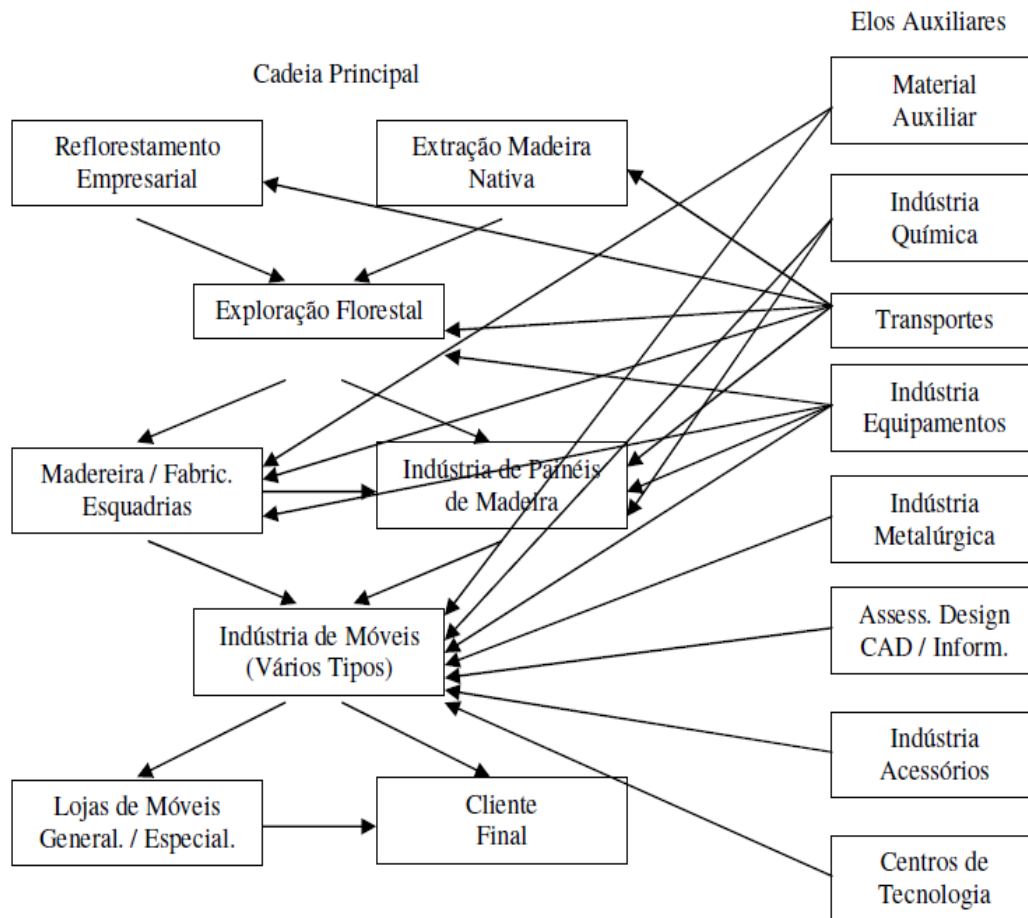 Elos Auxiliares
Cadeia Principal
Material
Auxiliar
Reflorestamento
Empresarial
Extração Madeira
Nativa
Indústria
Química
Exploração Florestal
Transportes
Indústria
Equipamentos
Madereira / Fabric.
Esquadrias
Indústria de Painéis
de Madeira
Indústria
Metalúrgica
Indústria de Móveis
(Vários Tipos)
Assess. Design
CAD / Inform.
Indústria
Acessórios
Lojas de Móveis
General. / Especial.
Cliente
Final
Centros de
Tecnologia